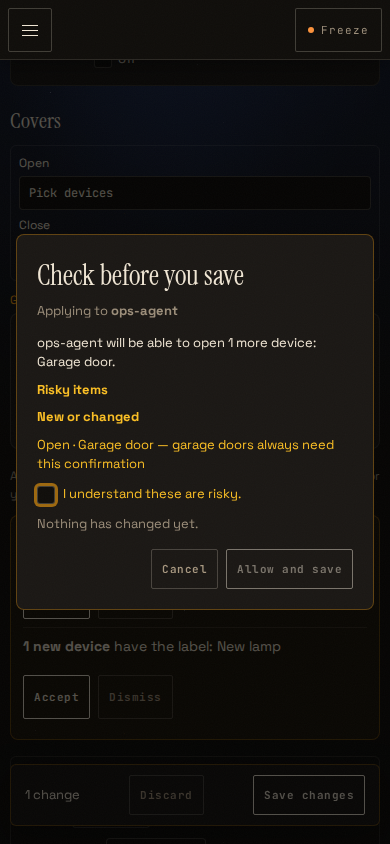 Freeze
Covers
Open
Pick devices
Close
Check before you save
Applying to ops-agent
ops-agent will be able to open 1 more device:
Garage door.
Risky items
New or changed
Open · Garage door — garage doors always need
this confirmation
I understand these are risky.
Nothing has changed yet.
Cancel
Allow and save
1 new device have the label: New lamp
Accept
Dismiss
1 change
Discard
Save changes